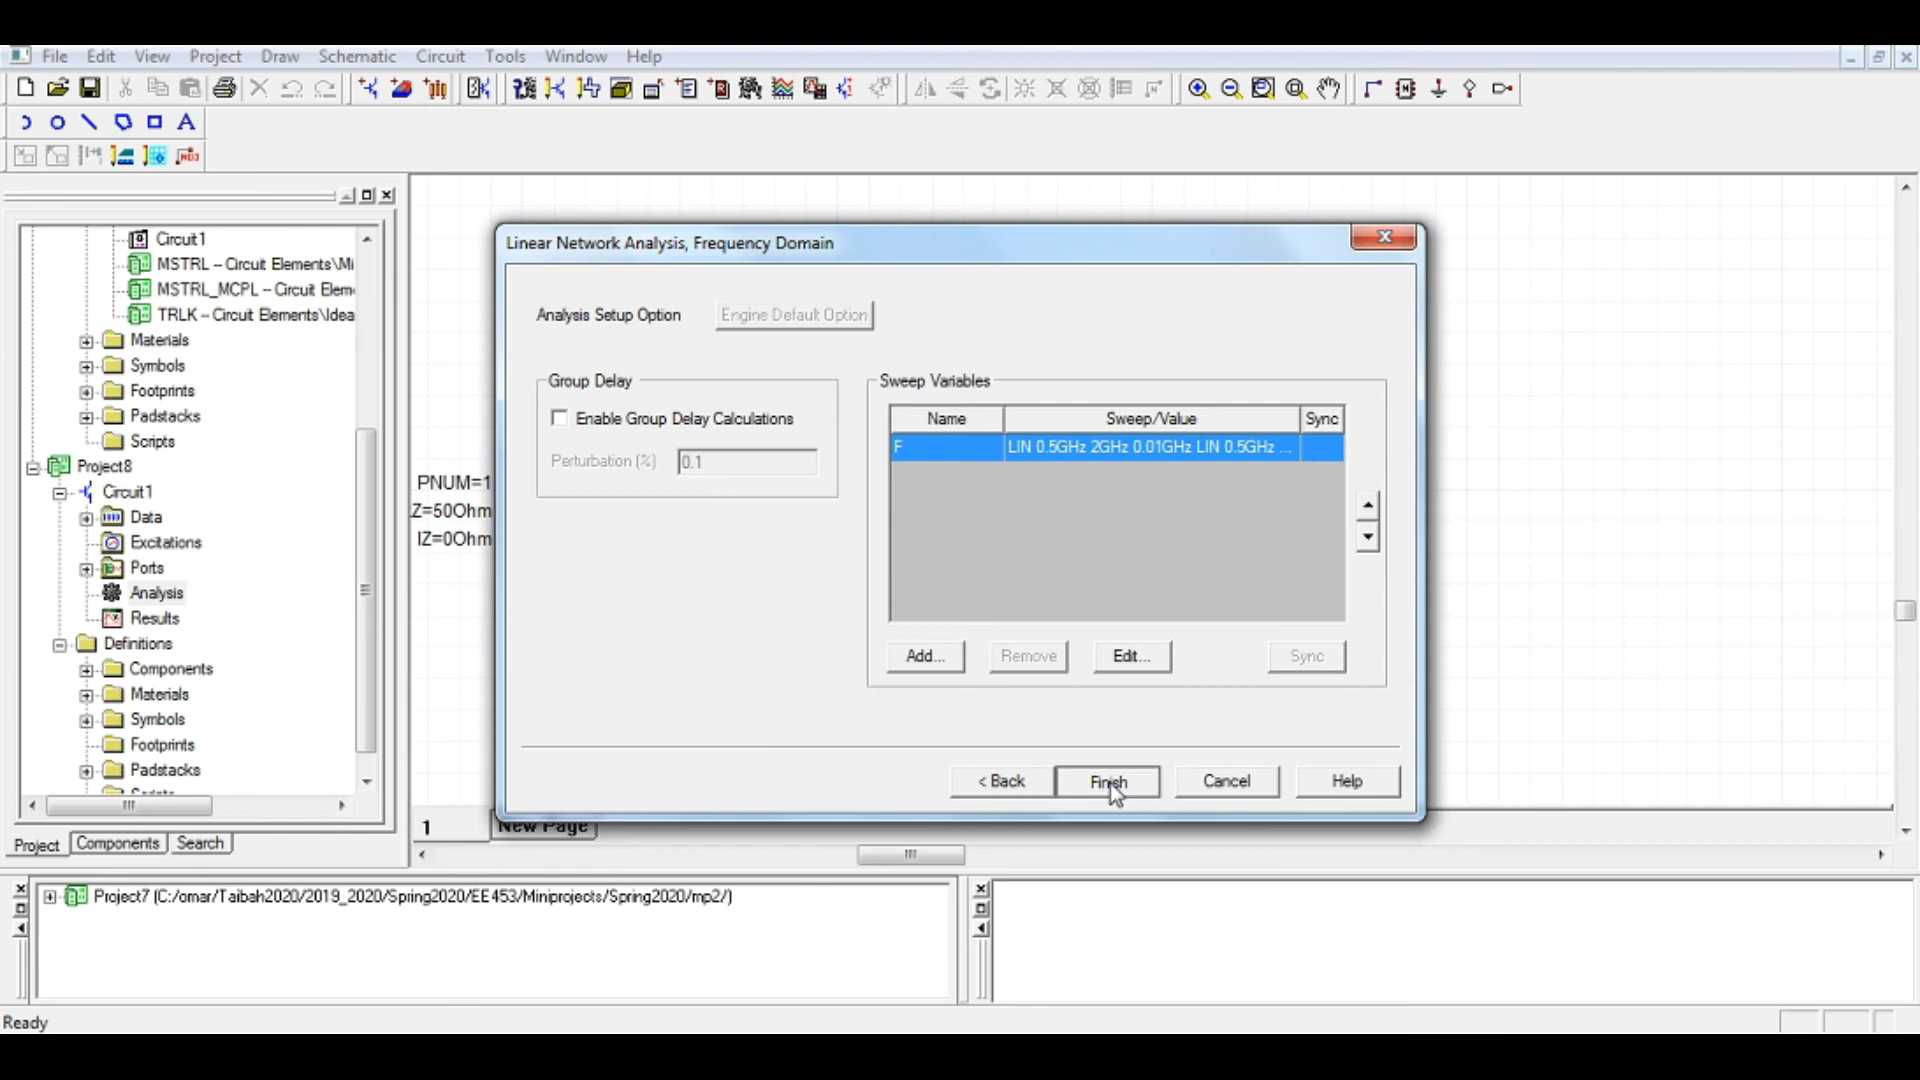 File Edit View Project Draw Schematic Circuit Tools Window Help
Circuit1
MSTRL -- Circuit Elements\Mi
MSTRL_MCPL -- Circuit Elem
TRLK -- Circuit Elements\Idea
Materials
Symbols
Footprints
Padstacks
Scripts
Project8
Circuit1
Data
Excitations
Ports
Analysis
Results
Definitions
Components
Materials
Symbols
Footprints
Padstacks
Project Components Search
PNUM=1
Z=50Ohm
IZ=0Ohm
Linear Network Analysis, Frequency Domain
Analysis Setup Option Engine Default Option
Group Delay
Enable Group Delay Calculations
Perturbation (%) 0.1
Sweep Variables
Name Sweep/Value Sync
F LIN 0.5GHz 2GHz 0.01GHz LIN 0.5GHz ...
Add... Remove Edit... Sync
< Back Finish Cancel Help
1 New Page
Project7 (C:/omar/Taibah2020/2019_2020/Spring2020/EE453/Miniprojects/Spring2020/mp2/)
Ready